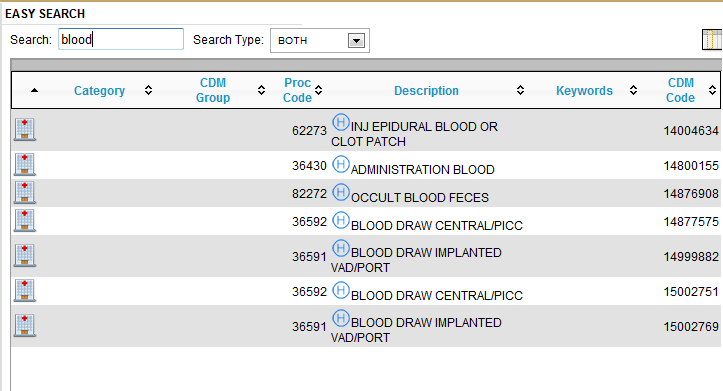 EASY SEARCH
Search: blood Search Type: BOTH
Category CDM Group Proc Code Description Keywords CDM Code
62273 H INJ EPIDURAL BLOOD OR CLOT PATCH 14004634
36430 H ADMINISTRATION BLOOD 14800155
82272 H OCCULT BLOOD FECES 14876908
36592 H BLOOD DRAW CENTRAL/PICC 14877575
36591 H BLOOD DRAW IMPLANTED VAD/PORT 14999882
36592 H BLOOD DRAW CENTRAL/PICC 15002751
36591 H BLOOD DRAW IMPLANTED VAD/PORT 15002769